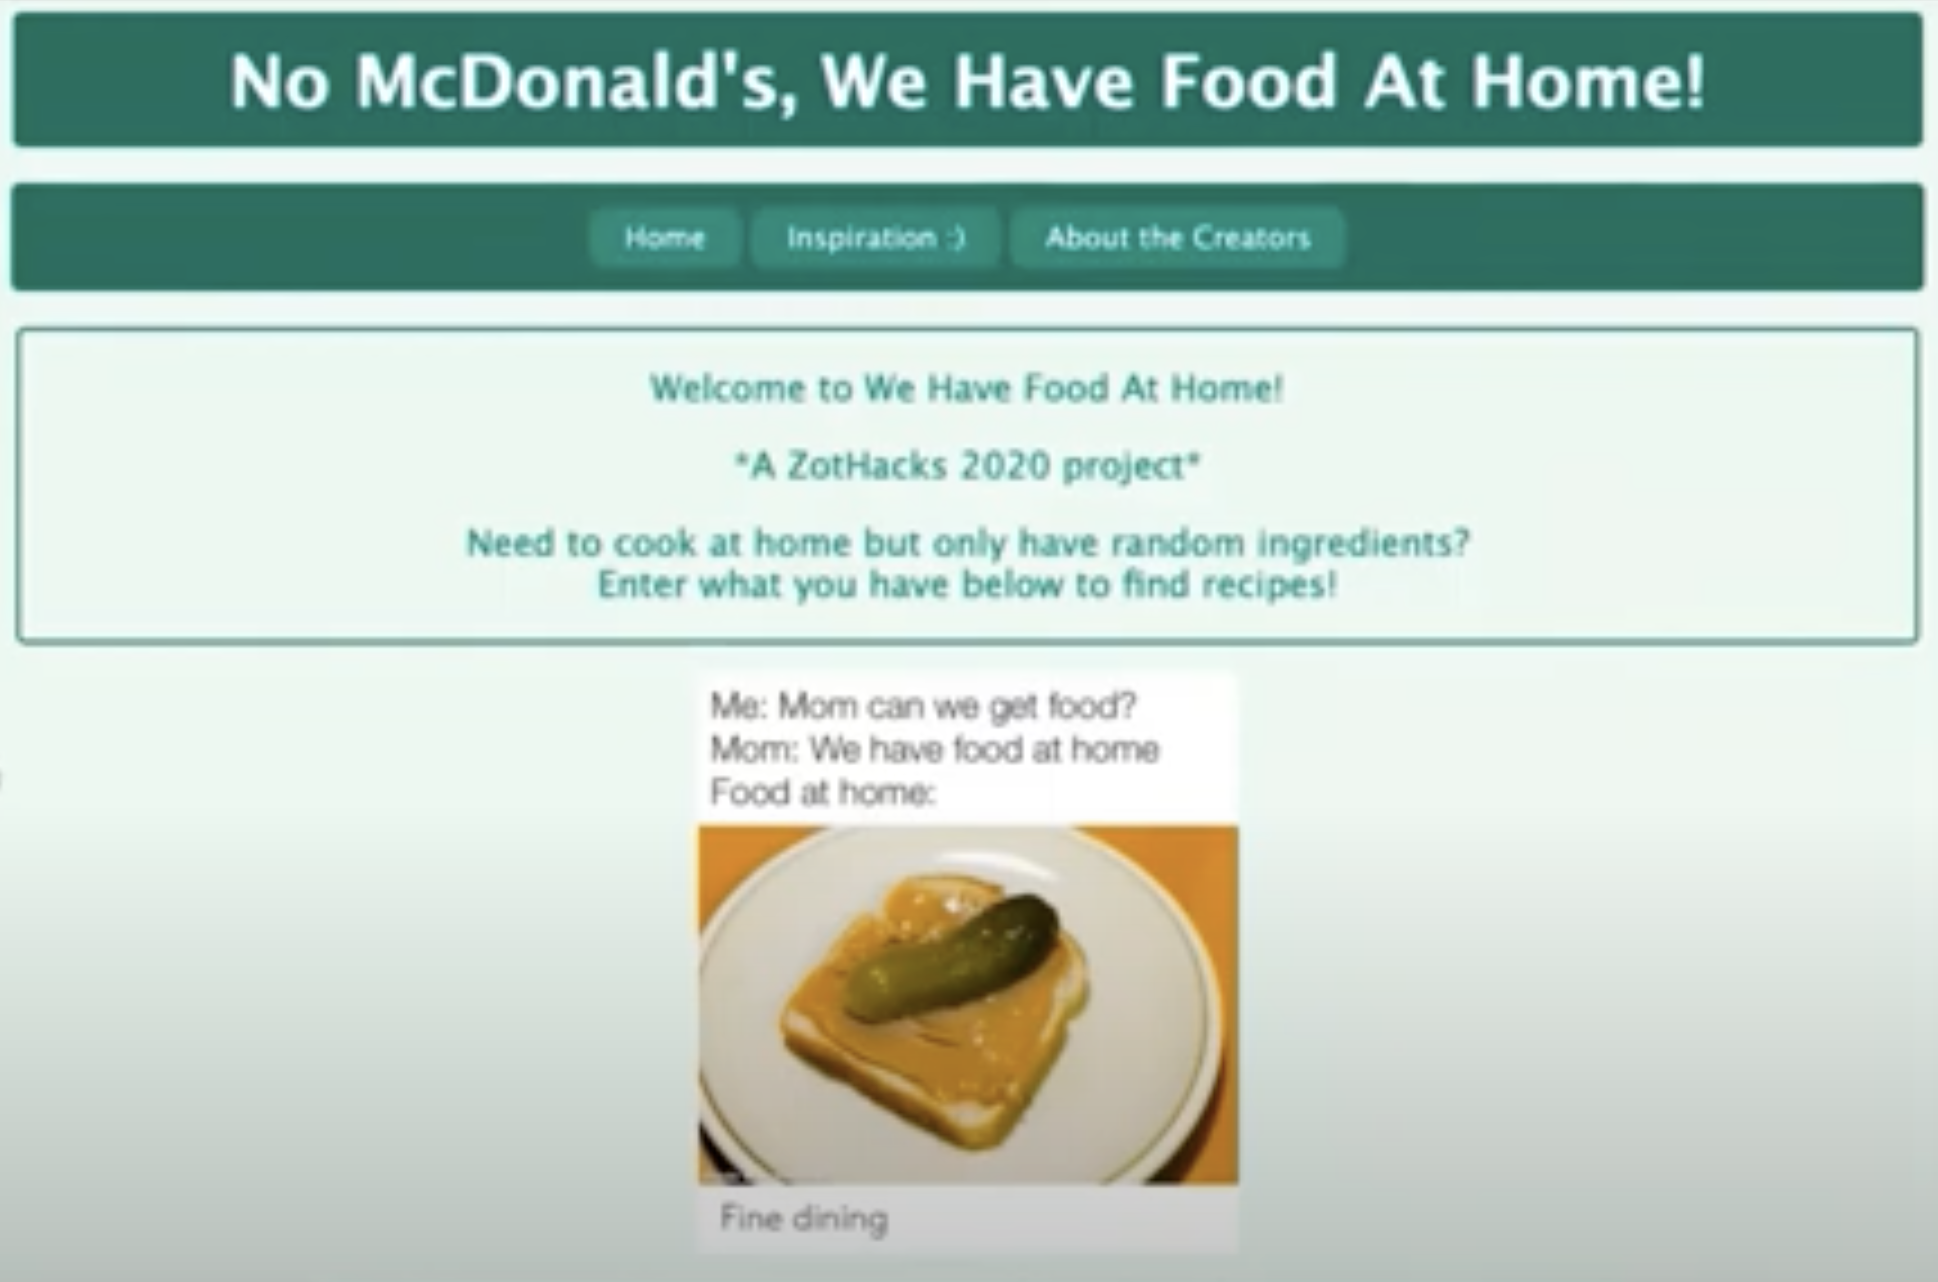 No McDonald's, We Have Food At Home!
Home
Inspiration :)
About the Creators
Welcome to We Have Food At Home!
*A ZotHacks 2020 project*
Need to cook at home but only have random ingredients?
Enter what you have below to find recipes!
Me: Mom can we get food?
Mom: We have food at home
Food at home:
Fine dining